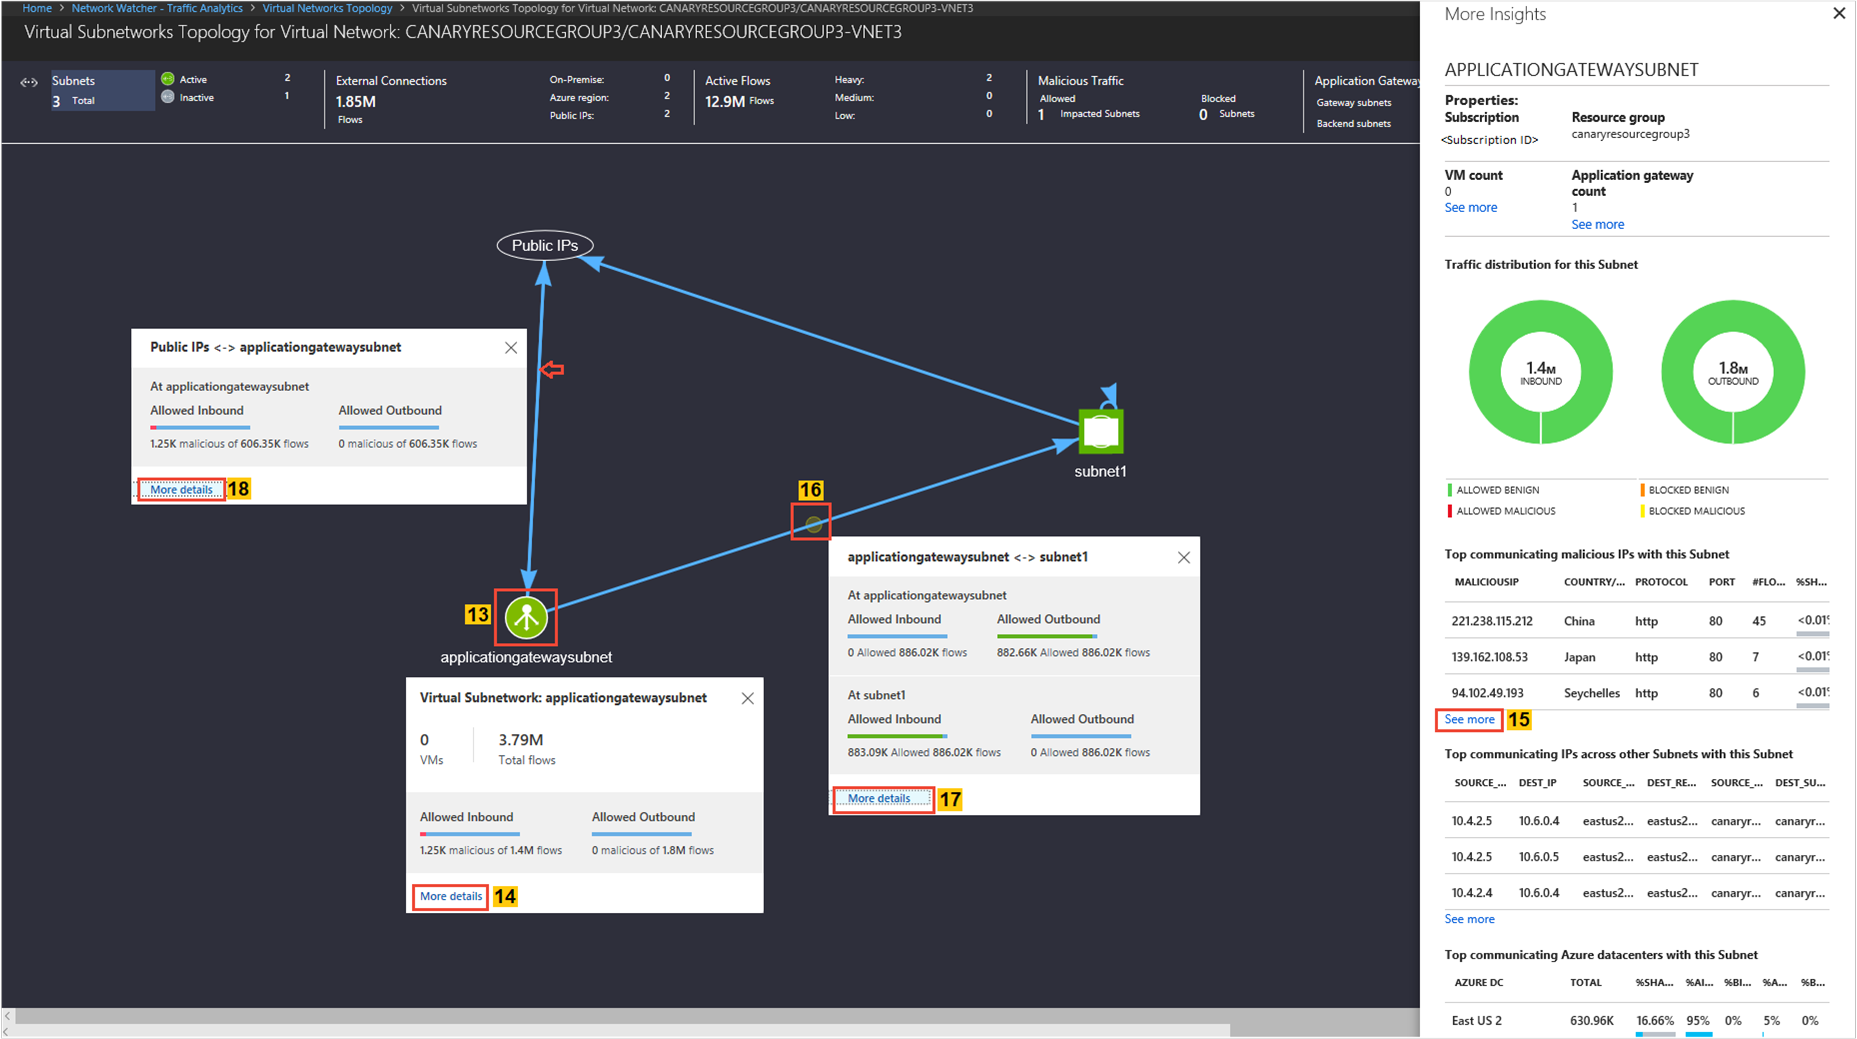 Home > Network Watcher - Traffic Analytics > Virtual Networks Topology > Virtual Subnetworks Topology for Virtual Network: CANARYRESOURCEGROUP3/CANARYRESOURCEGROUP3-VNET3
Virtual Subnetworks Topology for Virtual Network: CANARYRESOURCEGROUP3/CANARYRESOURCEGROUP3-VNET3
Subnets
3 Total
Active 2
Inactive 1
External Connections
1.85M
Flows
On-Premise: 0
Azure region: 2
Public IPs: 2
Active Flows
12.9M Flows
Heavy: 2
Medium: 0
Low: 0
Malicious Traffic
Allowed
1 Impacted Subnets
Blocked
0 Subnets
Application Gateway
Gateway subnets
Backend subnets
Public IPs
Public IPs <-> applicationgatewaysubnet
At applicationgatewaysubnet
Allowed Inbound Allowed Outbound
1.25K malicious of 606.35K flows 0 malicious of 606.35K flows
More details 18
subnet1
16
13
applicationgatewaysubnet
applicationgatewaysubnet <-> subnet1
At applicationgatewaysubnet
Allowed Inbound Allowed Outbound
0 Allowed 886.02K flows 882.66K Allowed 886.02K flows
At subnet1
Allowed Inbound Allowed Outbound
883.09K Allowed 886.02K flows 0 Allowed 886.02K flows
More details 17
Virtual Subnetwork: applicationgatewaysubnet
0 3.79M
VMs Total flows
Allowed Inbound Allowed Outbound
1.25K malicious of 1.4M flows 0 malicious of 1.8M flows
More details 14
More Insights
APPLICATIONGATEWAYSUBNET
Properties:
Subscription Resource group
<Subscription ID> canaryresourcegroup3
VM count Application gateway count
0 1
See more See more
Traffic distribution for this Subnet
1.4M
INBOUND
1.8M
OUTBOUND
ALLOWED BENIGN BLOCKED BENIGN
ALLOWED MALICIOUS BLOCKED MALICIOUS
Top communicating malicious IPs with this Subnet
MALICIOUSIP COUNTRY/... PROTOCOL PORT #FLO... %SH...
221.238.115.212 China http 80 45 <0.01%
139.162.108.53 Japan http 80 7 <0.01%
94.102.49.193 Seychelles http 80 6 <0.01%
See more 15
Top communicating IPs across other Subnets with this Subnet
SOURCE_... DEST_IP SOURCE_... DEST_RE... SOURCE_... DEST_SU...
10.4.2.5 10.6.0.4 eastus2... eastus2... canaryr... canaryr...
10.4.2.5 10.6.0.5 eastus2... eastus2... canaryr... canaryr...
10.4.2.4 10.6.0.4 eastus2... eastus2... canaryr... canaryr...
See more
Top communicating Azure datacenters with this Subnet
AZURE DC TOTAL %SHA... %AI... %BI... %A... %B...
East US 2 630.96K 16.66% 95% 0% 5% 0%